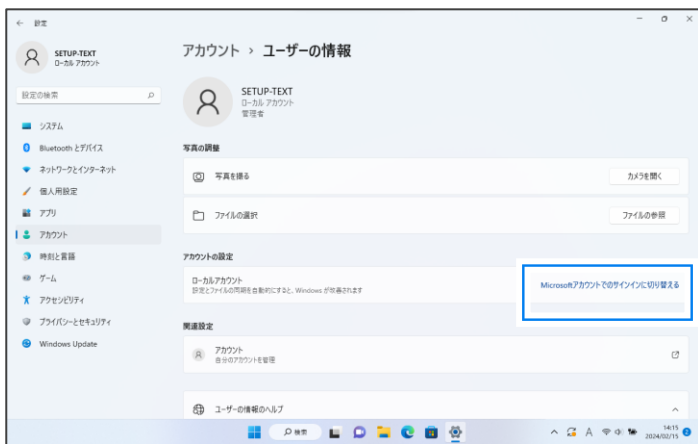 ← 設定
SETUP-TEXT
ローカル アカウント
設定の検索
システム
Bluetooth とデバイス
ネットワークとインターネット
個人用設定
アプリ
アカウント
時刻と言語
ゲーム
アクセシビリティ
プライバシーとセキュリティ
Windows Update
アカウント › ユーザーの情報
SETUP-TEXT
ローカル アカウント
管理者
写真の調整
写真を撮る
カメラを開く
ファイルの選択
ファイルの参照
アカウントの設定
ローカルアカウント
設定とファイルの同期を自動的にすると、Windows が改善されます
Microsoftアカウントでのサインインに切り替える
関連設定
アカウント
自分のアカウントを管理
ユーザーの情報のヘルプ
検索
A
14:15
2024/02/15
2